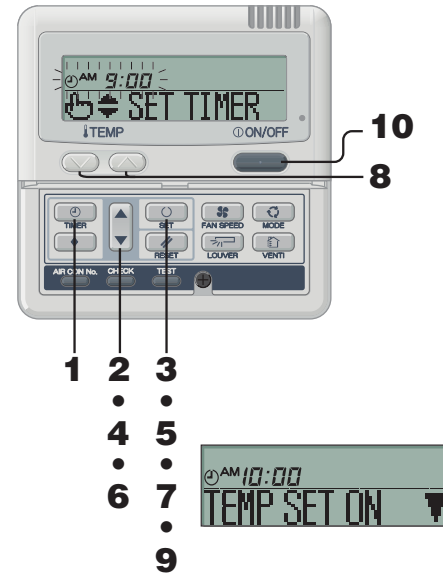 AM 9:00
SET TIMER
TEMP ON/OFF
10
8
TIMER SET FAN SPEED MODE
RESET LOUVER VENTI
AIR CON No. CHECK TEST
1 2 3
• •
4 5
• •
6 7
•
9
AM 10:00
TEMP SET ON ▼